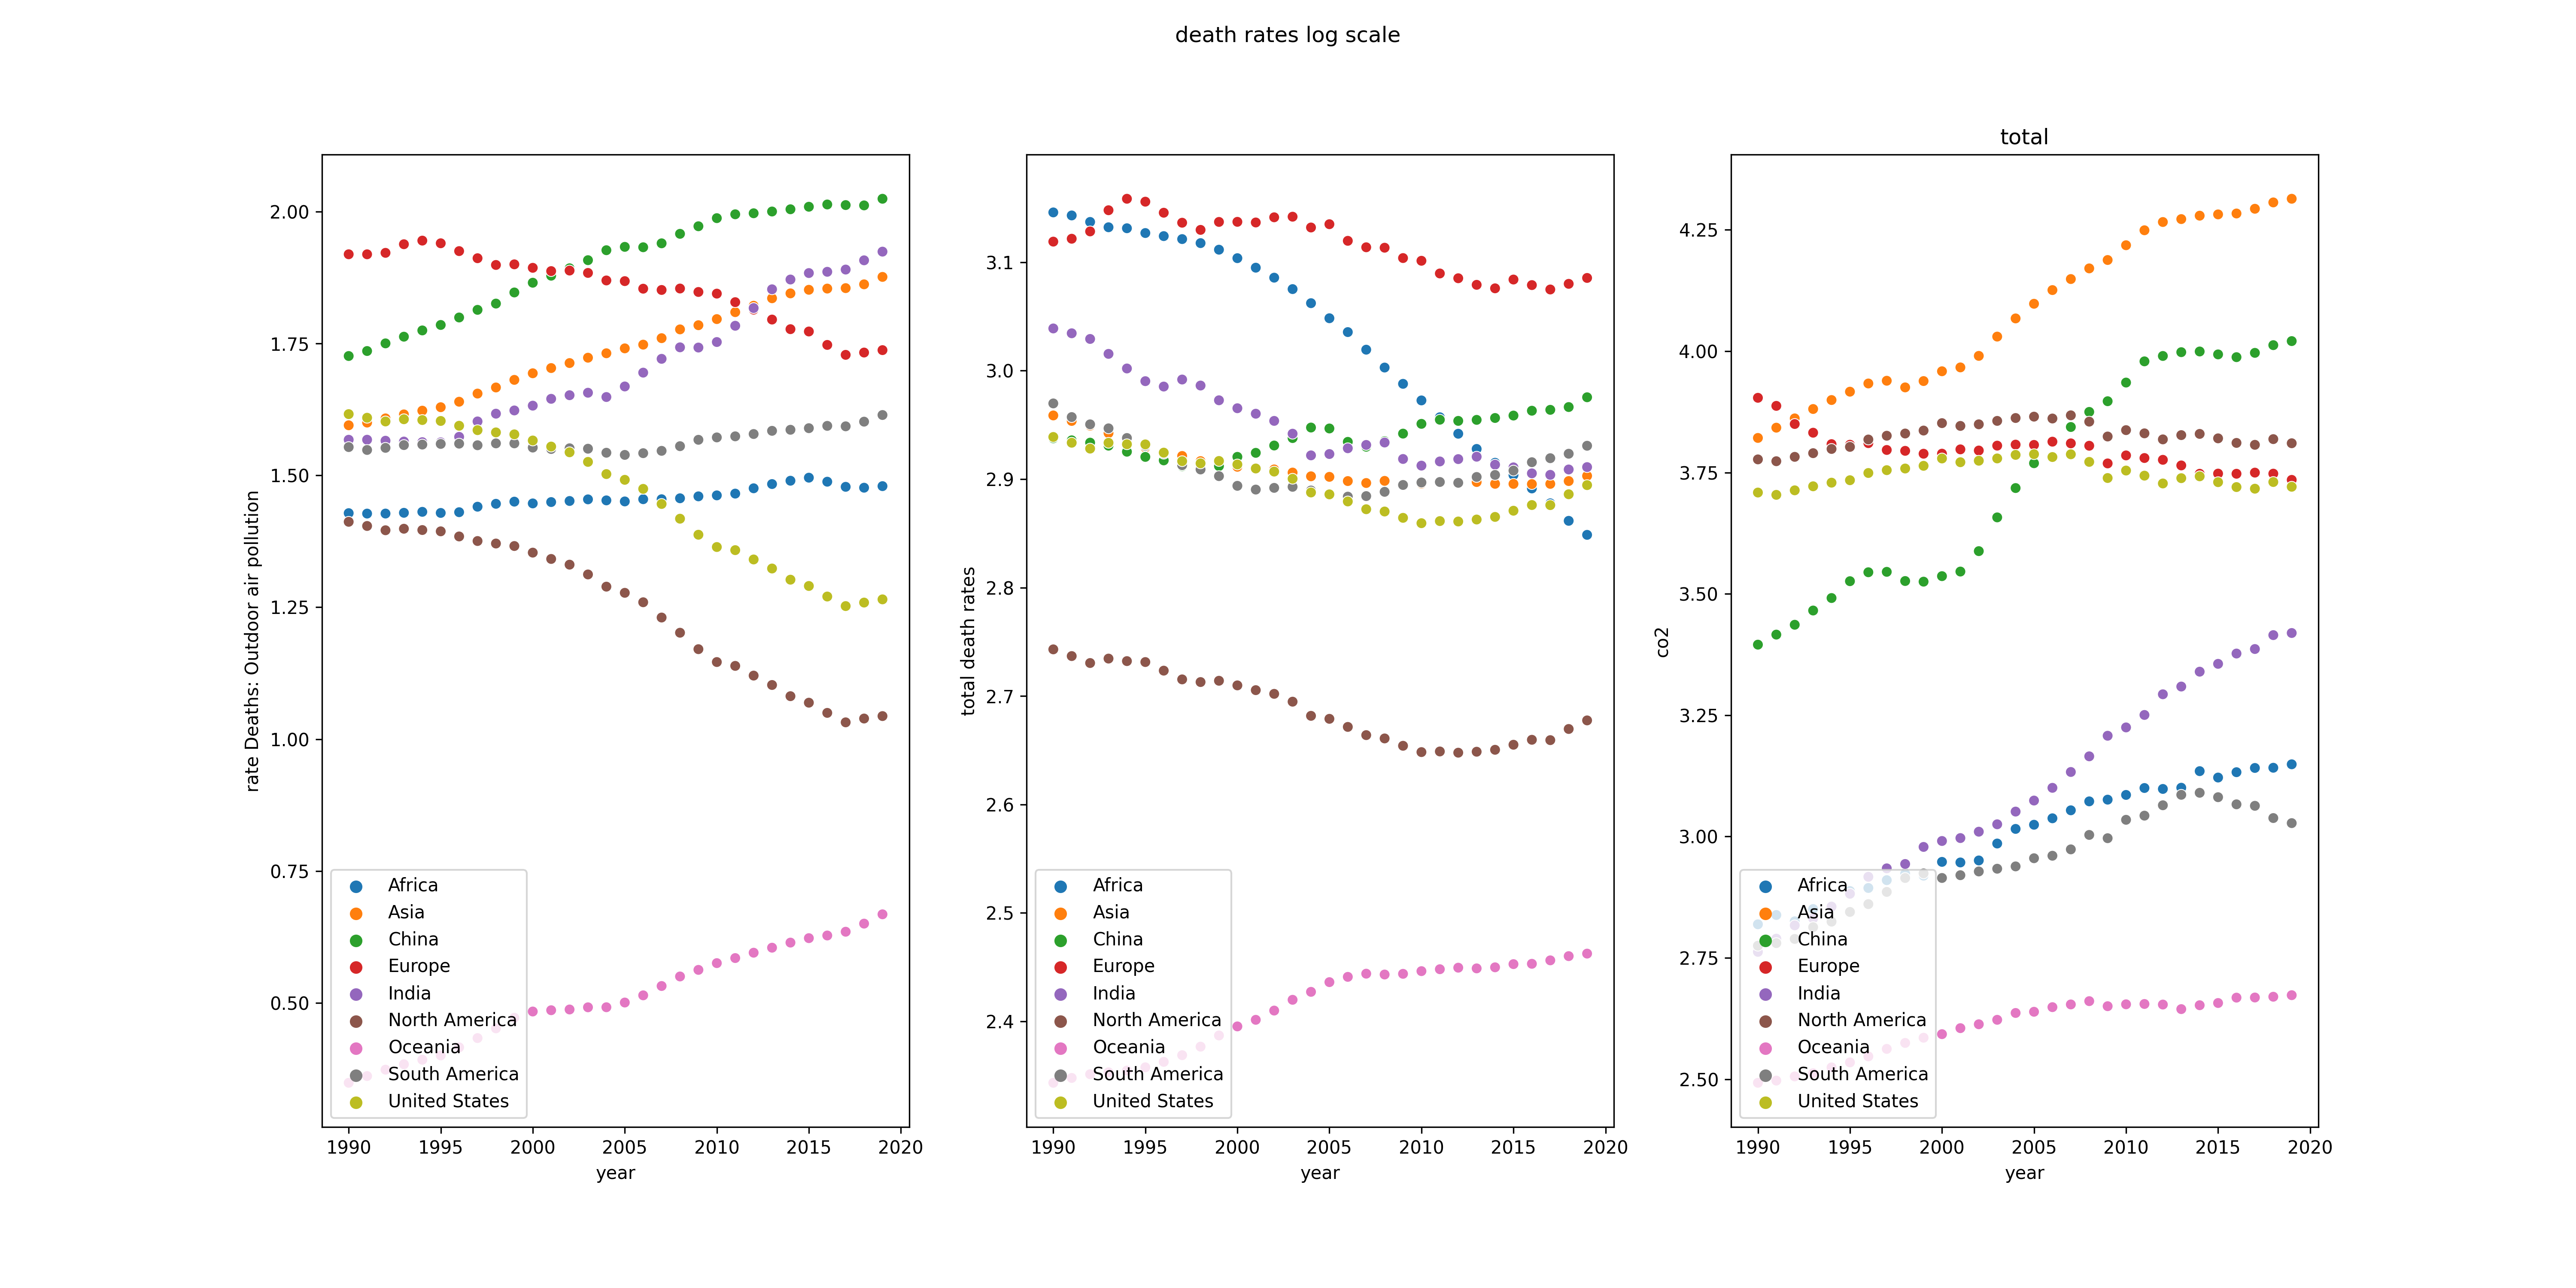 death rates log scale
rate Deaths: Outdoor air pollution
2.00
1.75
1.50
1.25
1.00
0.75
0.50
Africa
Asia
China
Europe
India
North America
Oceania
South America
United States
1990 1995 2000 2005 2010 2015 2020
year
total death rates
3.1
3.0
2.9
2.8
2.7
2.6
2.5
2.4
Africa
Asia
China
Europe
India
North America
Oceania
South America
United States
1990 1995 2000 2005 2010 2015 2020
year
total
co2
4.25
4.00
3.75
3.50
3.25
3.00
2.75
2.50
Africa
Asia
China
Europe
India
North America
Oceania
South America
United States
1990 1995 2000 2005 2010 2015 2020
year